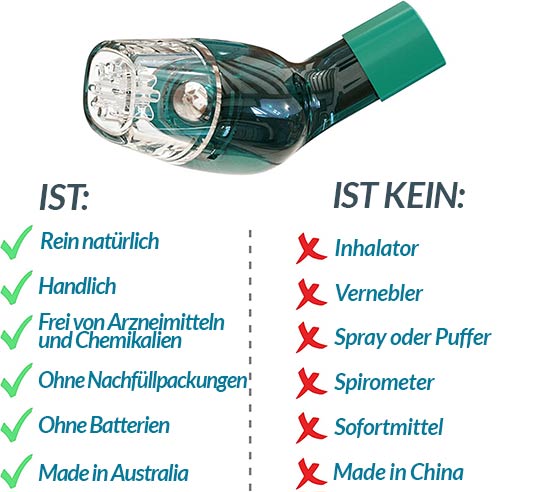 IST:
Rein natürlich
Handlich
Frei von Arzneimitteln
und Chemikalien
Ohne Nachfüllpackungen
Ohne Batterien
Made in Australia
IST KEIN:
Inhalator
Vernebler
Spray oder Puffer
Spirometer
Sofortmittel
Made in China